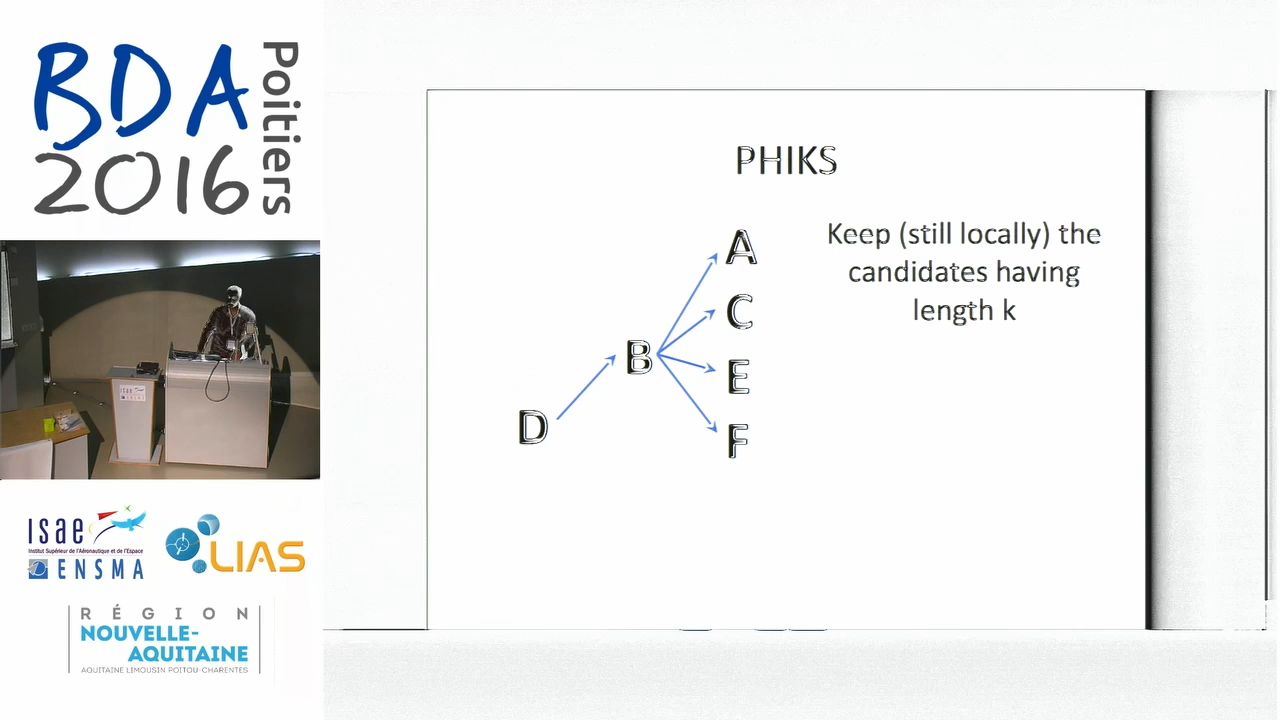 BDA
2016
Poitiers
isae
Institut Supérieur de l'Aéronautique et de l'Espace
ENSMA
LIAS
RÉGION
NOUVELLE-
AQUITAINE
AQUITAINE LIMOUSIN POITOU-CHARENTES
PHIKS
Keep (still locally) the
candidates having
length k
A
C
B
E
D
F